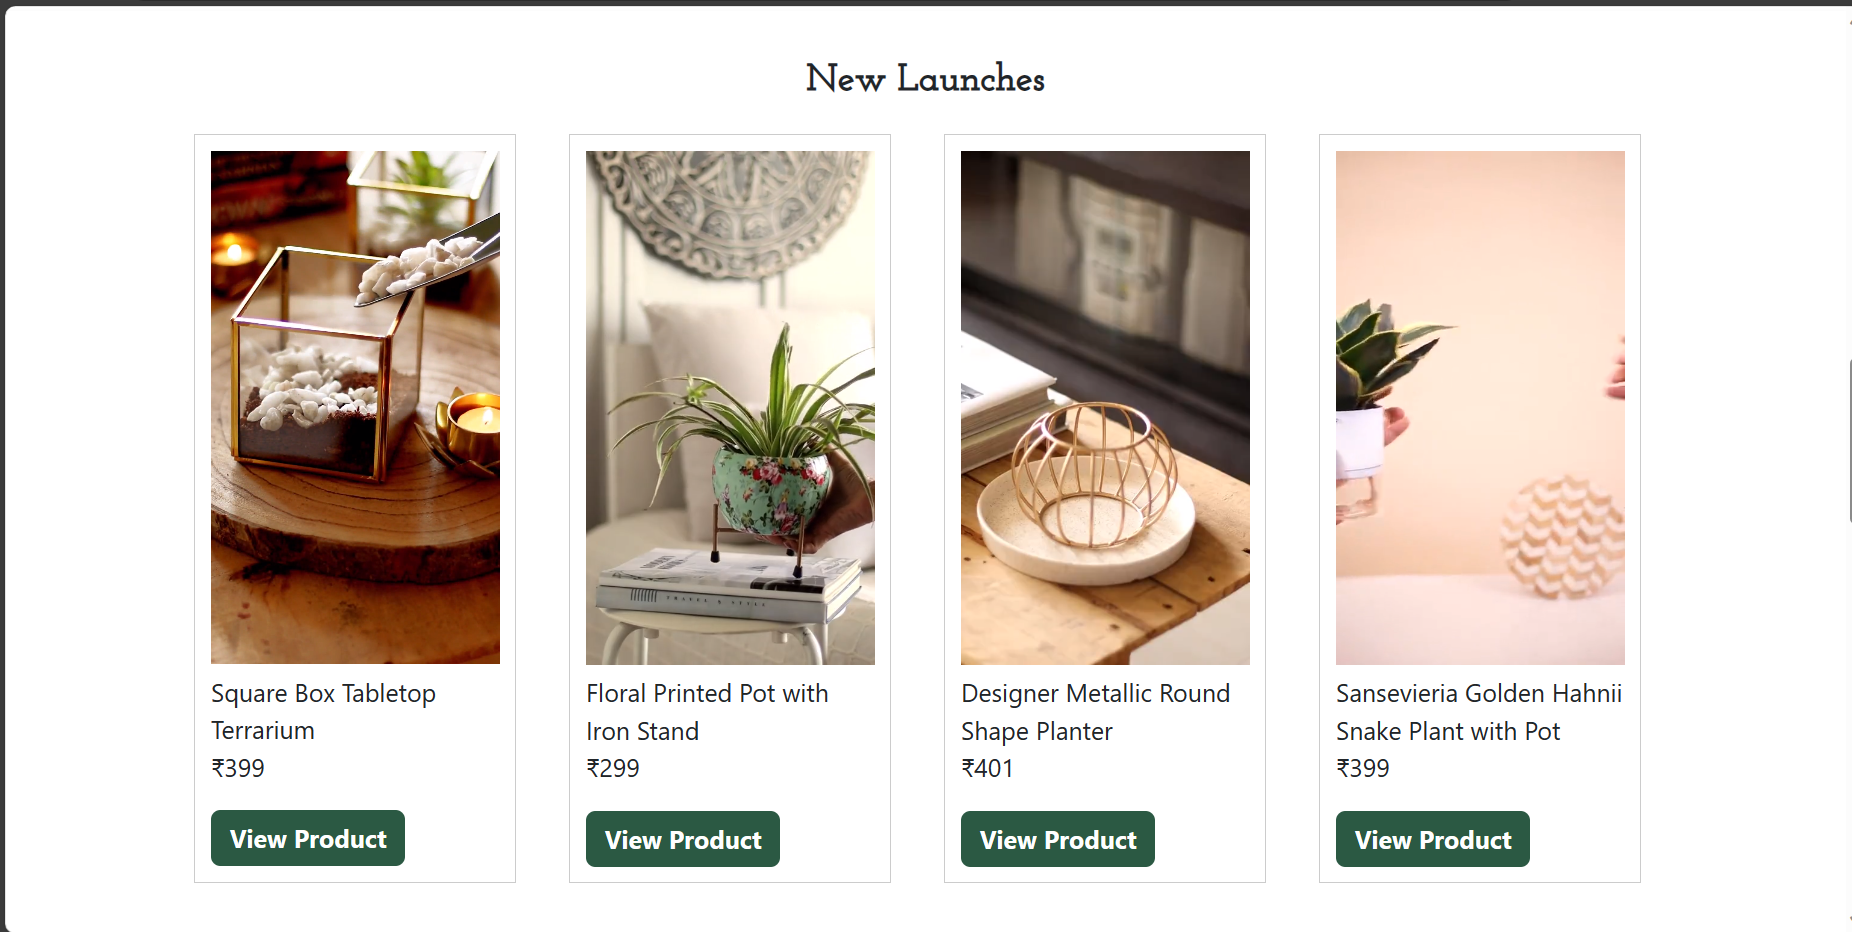 New Launches
Square Box Tabletop
Terrarium
₹399
View Product
Floral Printed Pot with
Iron Stand
₹299
View Product
Designer Metallic Round
Shape Planter
₹401
View Product
Sansevieria Golden Hahnii
Snake Plant with Pot
₹399
View Product